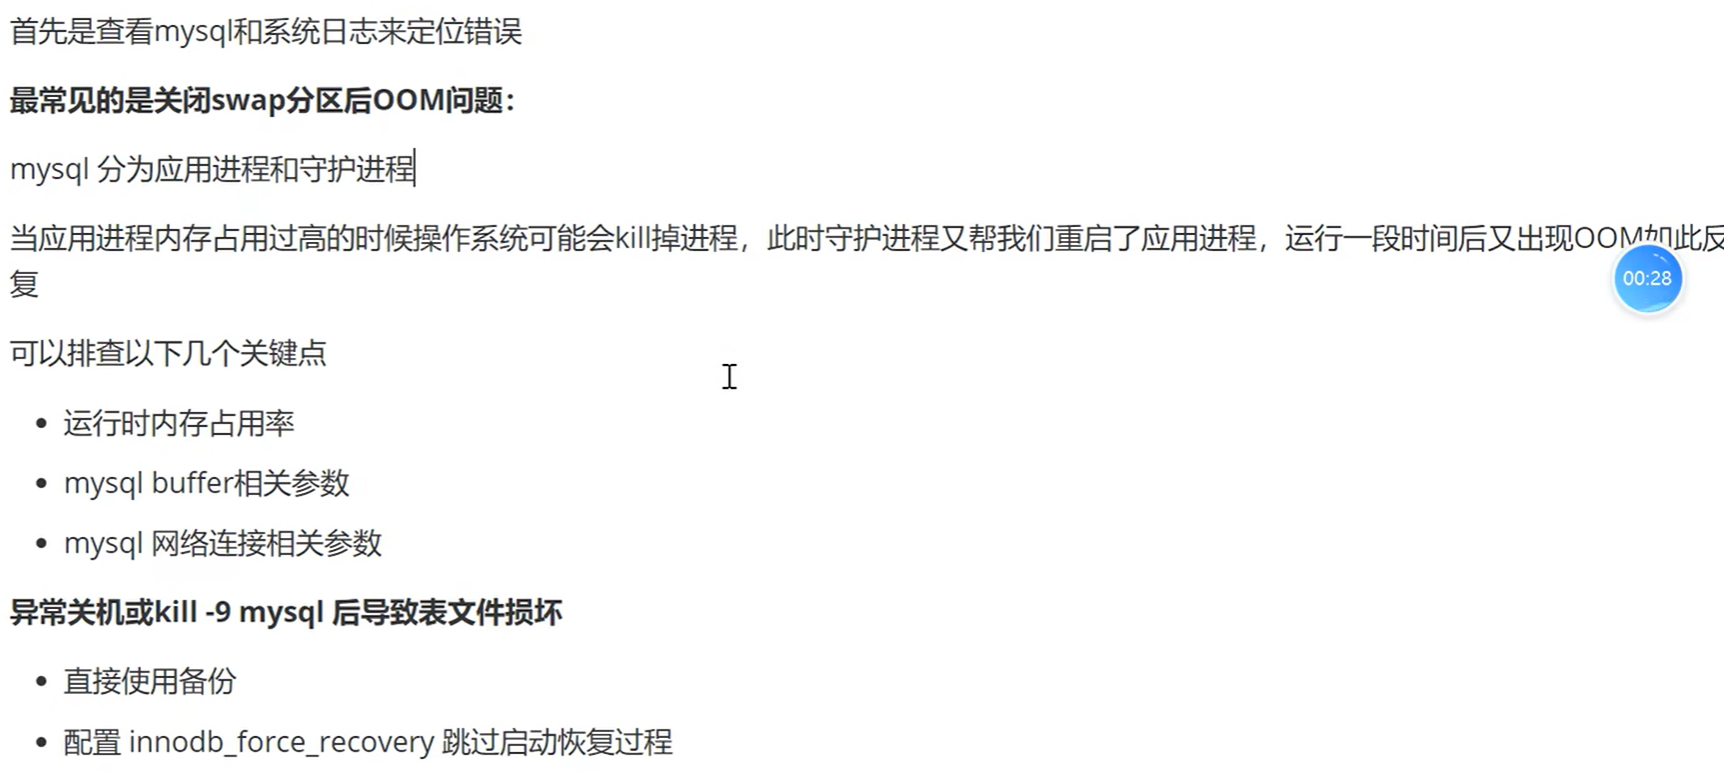 首先是查看mysql和系统日志来定位错误
最常见的是关闭swap分区后OOM问题：
mysql 分为应用进程和守护进程
当应用进程内存占用过高的时候操作系统可能会kill掉进程，此时守护进程又帮我们重启了应用进程，运行一段时间后又出现OOM如此反
复
00:28
可以排查以下几个关键点
• 运行时内存占用率
• mysql buffer相关参数
• mysql 网络连接相关参数
异常关机或kill -9 mysql 后导致表文件损坏
• 直接使用备份
• 配置 innodb_force_recovery 跳过启动恢复过程